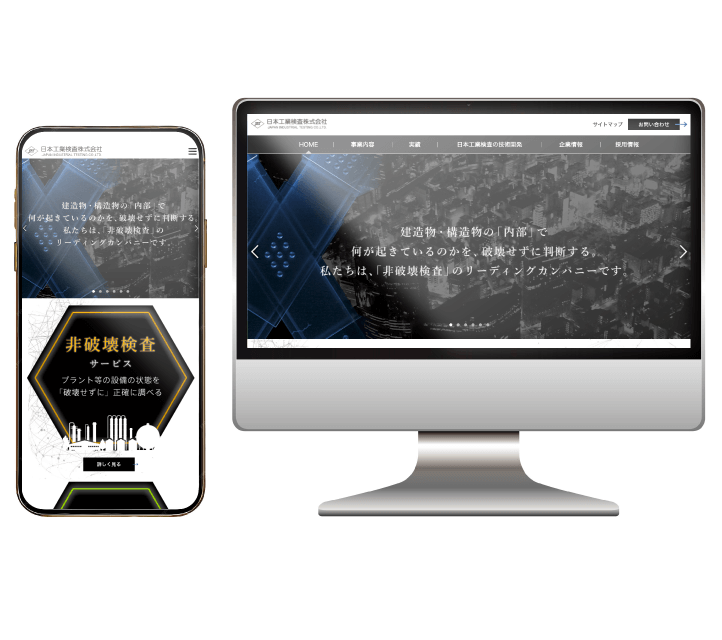 日本工業検査株式会社
JAPAN INDUSTRIAL TESTING CO.,LTD.
建造物・構造物の「内部」で
何が起きているのかを、破壊せずに判断する。
私たちは、「非破壊検査」の
リーディングカンパニーです。
非破壊検査
サービス
プラント等の設備の状態を
「破壊せずに」正確に調べる
詳しく見る
日本工業検査株式会社
JAPAN INDUSTRIAL TESTING CO.,LTD.
サイトマップ
お問い合わせ
HOME
事業内容
実績
日本工業検査の技術開発
企業情報
採用情報
建造物・構造物の「内部」で
何が起きているのかを、破壊せずに判断する。
私たちは、「非破壊検査」のリーディングカンパニーです。